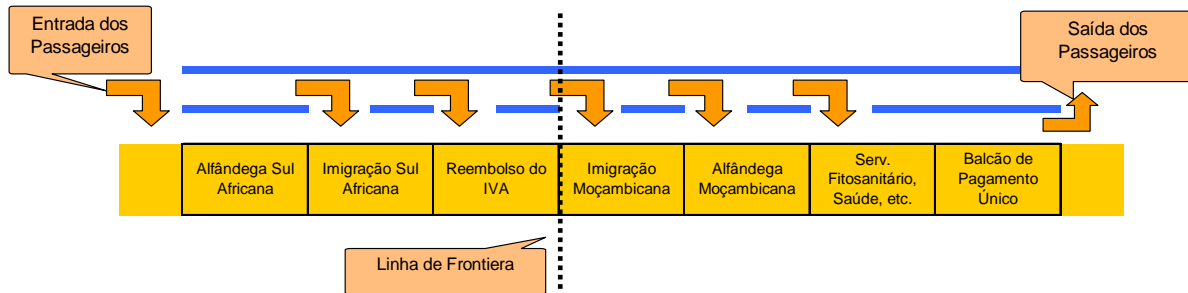 Entrada dos
Passageiros
Saída dos
Passageiros
Alfândega Sul
Africana
Imigração Sul
Africana
Reembolso do
IVA
Imigração
Moçambicana
Alfândega
Moçambicana
Serv.
Fitosanitário,
Saúde, etc.
Balcão de
Pagamento
Único
Linha de Frontiera